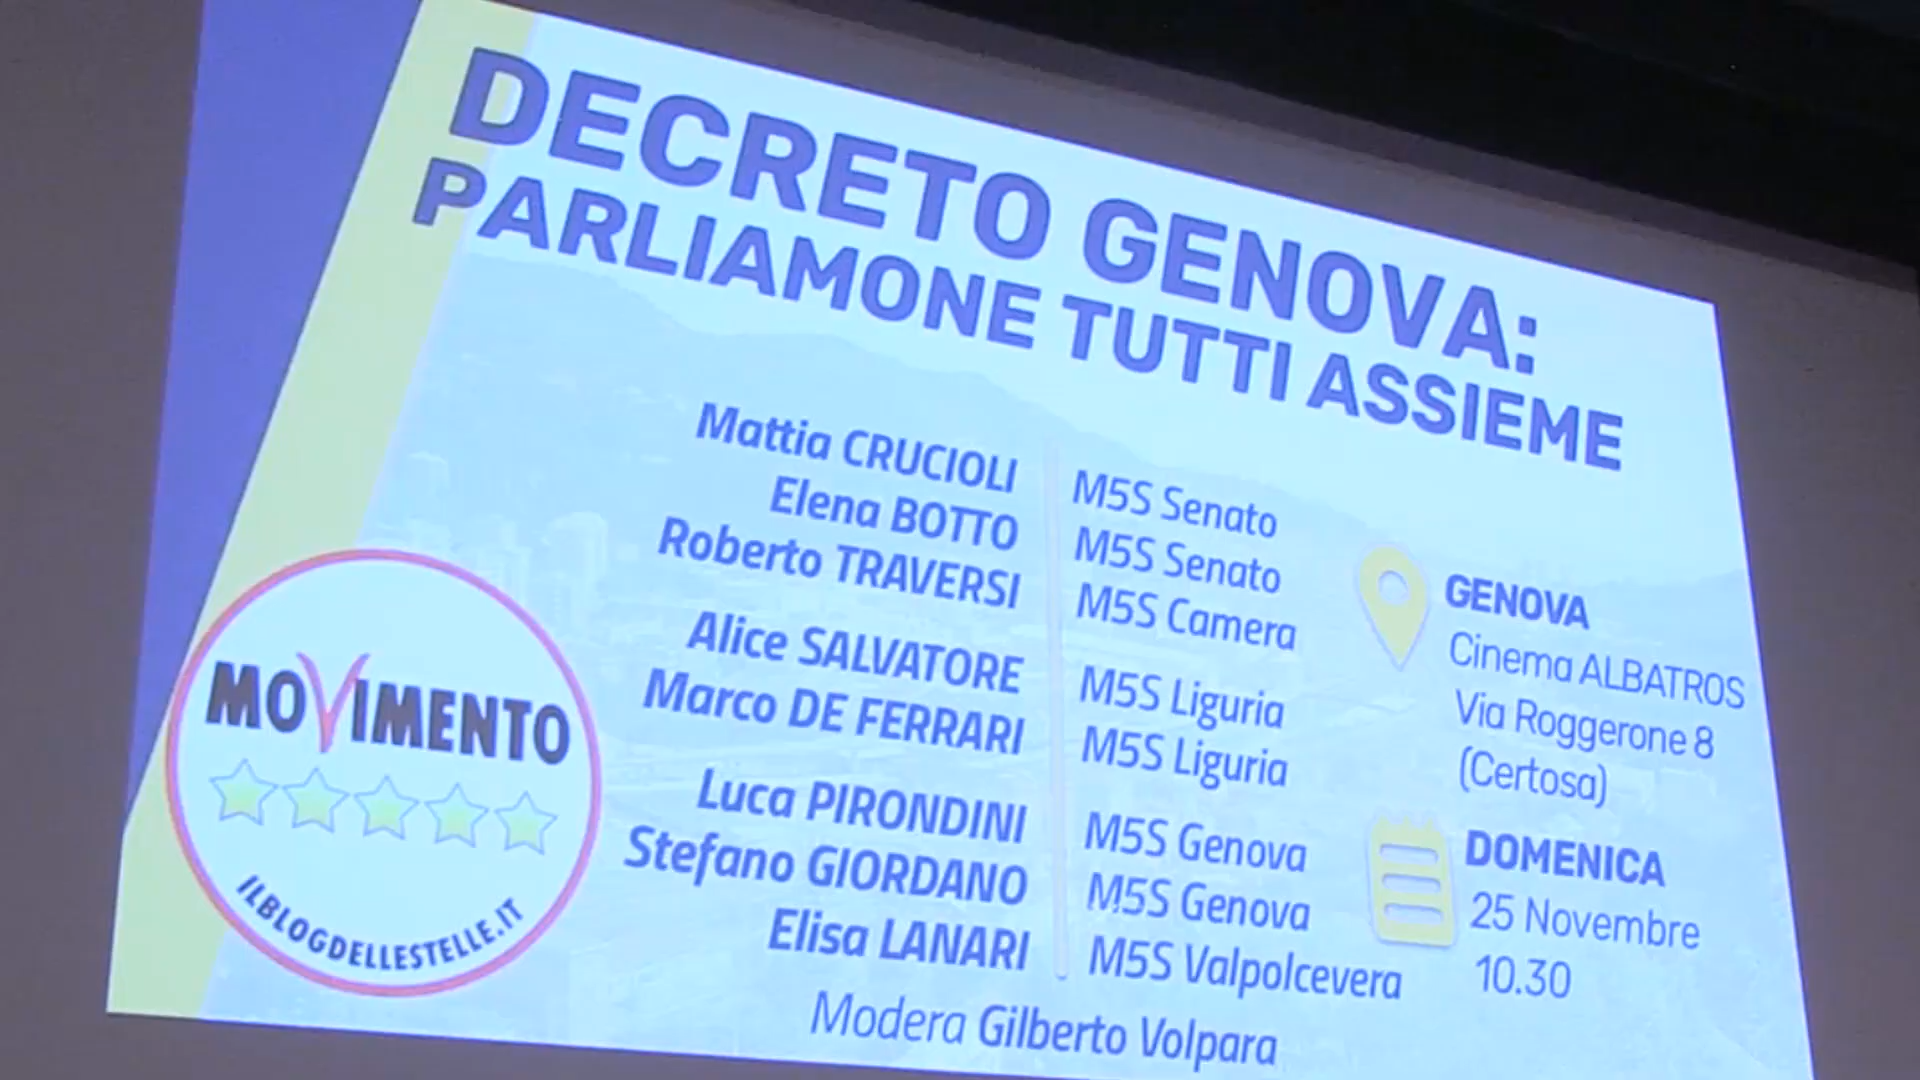 DECRETO GENOVA:
PARLIAMONE TUTTI ASSIEME
Mattia CRUCIOLI M5S Senato
Elena BOTTO M5S Senato
Roberto TRAVERSI M5S Camera
Alice SALVATORE M5S Liguria
Marco DE FERRARI M5S Liguria
Luca PIRONDINI M5S Genova
Stefano GIORDANO M5S Genova
Elisa LANARI M5S Valpolcevera
Modera Gilberto Volpara
GENOVA
Cinema ALBATROS
Via Roggerone 8
(Certosa)
DOMENICA
25 Novembre
10.30
MOVIMENTO
ILBLOGDELLESTELLE.IT